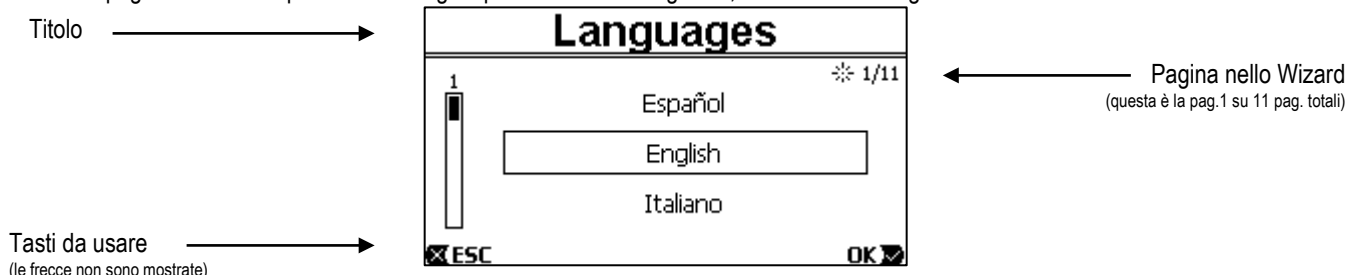 Titolo
Languages
1
1/11
Pagina nello Wizard
(questa è la pag.1 su 11 pag. totali)
Español
English
Italiano
Tasti da usare
ESC
OK
(le frecce non sono mostrate)